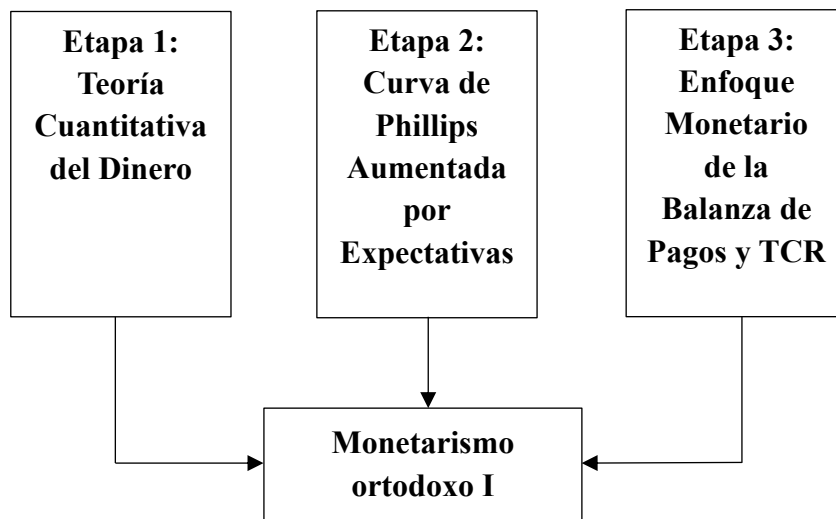 Etapa 1:
Teoría
Cuantitativa
del Dinero
Etapa 2:
Curva de
Phillips
Aumentada
por
Expectativas
Etapa 3:
Enfoque
Monetario
de la
Balanza de
Pagos y TCR
Monetarismo
ortodoxo I